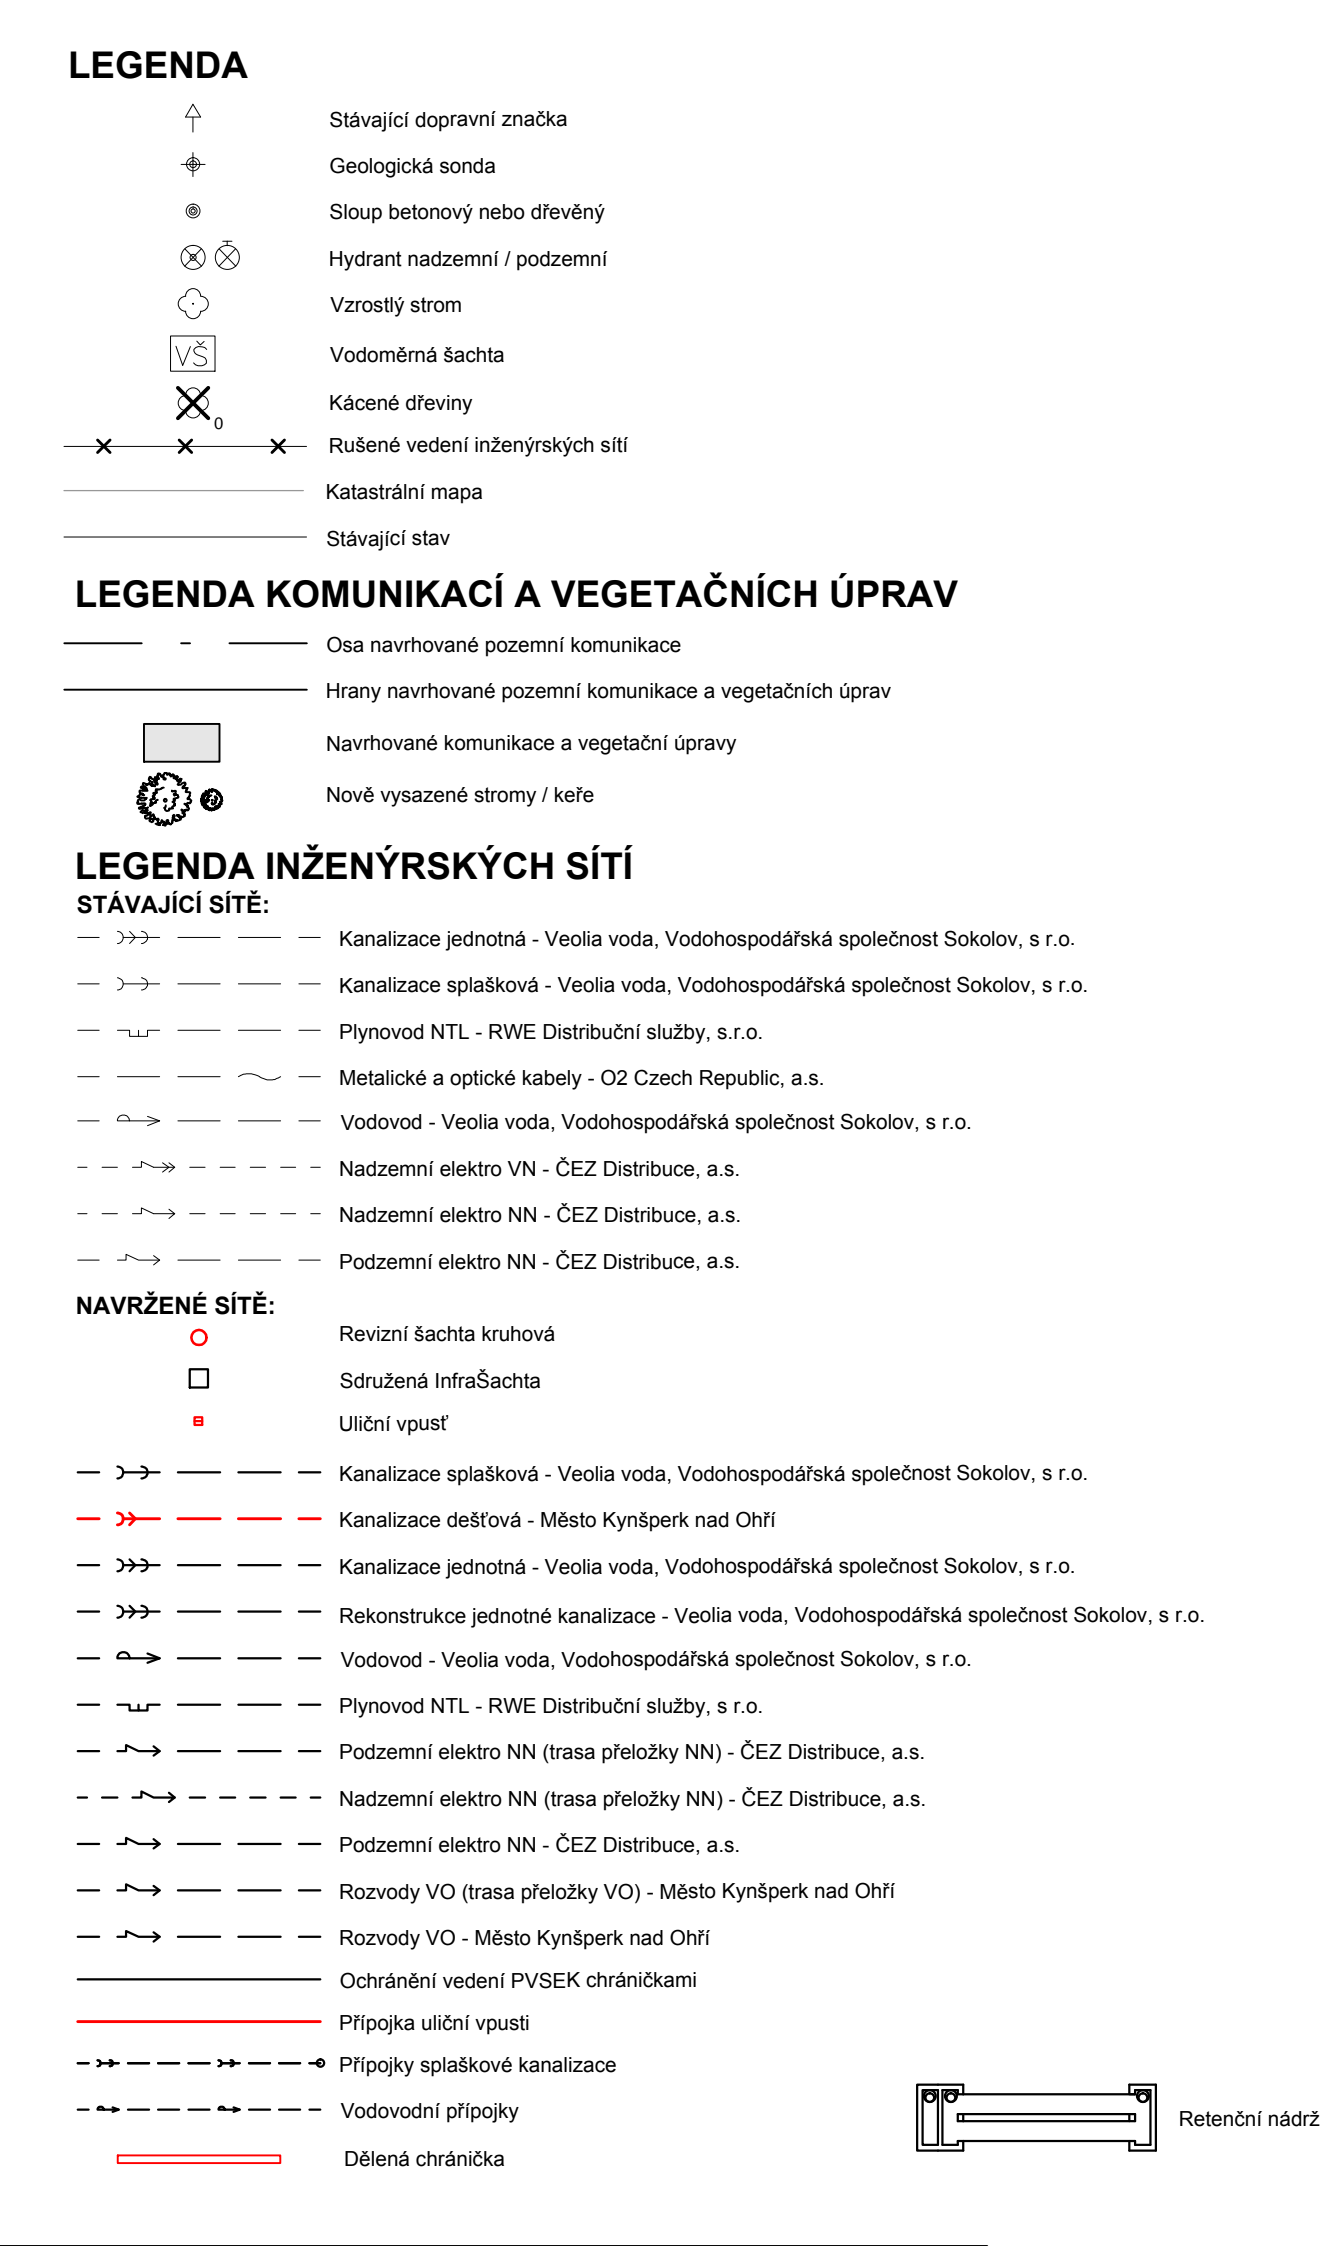 LEGENDA
Stávající dopravní značka
Geologická sonda
Sloup betonový nebo dřevěný
Hydrant nadzemní / podzemní
Vzrostlý strom
VŠ Vodoměrná šachta
Kácené dřeviny
0
Rušené vedení inženýrských sítí
Katastrální mapa
Stávající stav
LEGENDA KOMUNIKACÍ A VEGETAČNÍCH ÚPRAV
Osa navrhované pozemní komunikace
Hrany navrhované pozemní komunikace a vegetačních úprav
Navrhované komunikace a vegetační úpravy
Nově vysazené stromy / keře
LEGENDA INŽENÝRSKÝCH SÍTÍ
STÁVAJÍCÍ SÍTĚ:
Kanalizace jednotná - Veolia voda, Vodohospodářská společnost Sokolov, s r.o.
Kanalizace splašková - Veolia voda, Vodohospodářská společnost Sokolov, s r.o.
Plynovod NTL - RWE Distribuční služby, s.r.o.
Metalické a optické kabely - O2 Czech Republic, a.s.
Vodovod - Veolia voda, Vodohospodářská společnost Sokolov, s r.o.
Nadzemní elektro VN - ČEZ Distribuce, a.s.
Nadzemní elektro NN - ČEZ Distribuce, a.s.
Podzemní elektro NN - ČEZ Distribuce, a.s.
NAVRŽENÉ SÍTĚ:
Revizní šachta kruhová
Sdružená InfraŠachta
Uliční vpusť
Kanalizace splašková - Veolia voda, Vodohospodářská společnost Sokolov, s r.o.
Kanalizace dešťová - Město Kynšperk nad Ohří
Kanalizace jednotná - Veolia voda, Vodohospodářská společnost Sokolov, s r.o.
Rekonstrukce jednotné kanalizace - Veolia voda, Vodohospodářská společnost Sokolov, s r.o.
Vodovod - Veolia voda, Vodohospodářská společnost Sokolov, s r.o.
Plynovod NTL - RWE Distribuční služby, s r.o.
Podzemní elektro NN (trasa přeložky NN) - ČEZ Distribuce, a.s.
Nadzemní elektro NN (trasa přeložky NN) - ČEZ Distribuce, a.s.
Podzemní elektro NN - ČEZ Distribuce, a.s.
Rozvody VO (trasa přeložky VO) - Město Kynšperk nad Ohří
Rozvody VO - Město Kynšperk nad Ohří
Ochránění vedení PVSEK chráničkami
Přípojka uliční vpusti
Přípojky splaškové kanalizace
Vodovodní přípojky
Retenční nádrž
Dělená chránička